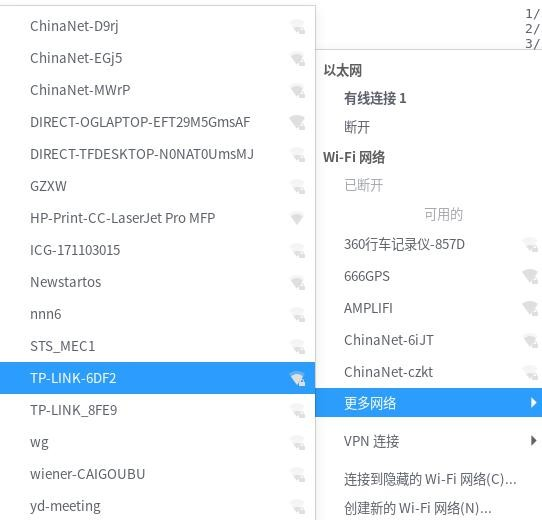 ChinaNet-D9rj
ChinaNet-EGj5
ChinaNet-MWrP
DIRECT-OGLAPTOP-EFT29M5GmsAF
DIRECT-TFDESKTOP-N0NAT0UmsMJ
GZXW
HP-Print-CC-LaserJet Pro MFP
ICG-171103015
Newstartos
nnn6
STS_MEC1
TP-LINK-6DF2
TP-LINK_8FE9
wg
wiener-CAIGOUBU
yd-meeting
1/
2/
3/
以太网
有线连接 1
断开
Wi-Fi 网络
已断开
可用的
360行车记录仪-857D
666GPS
AMPLIFI
ChinaNet-6iJT
ChinaNet-czkt
更多网络
VPN 连接
连接到隐藏的 Wi-Fi 网络(C)...
创建新的 Wi-Fi 网络(N)...